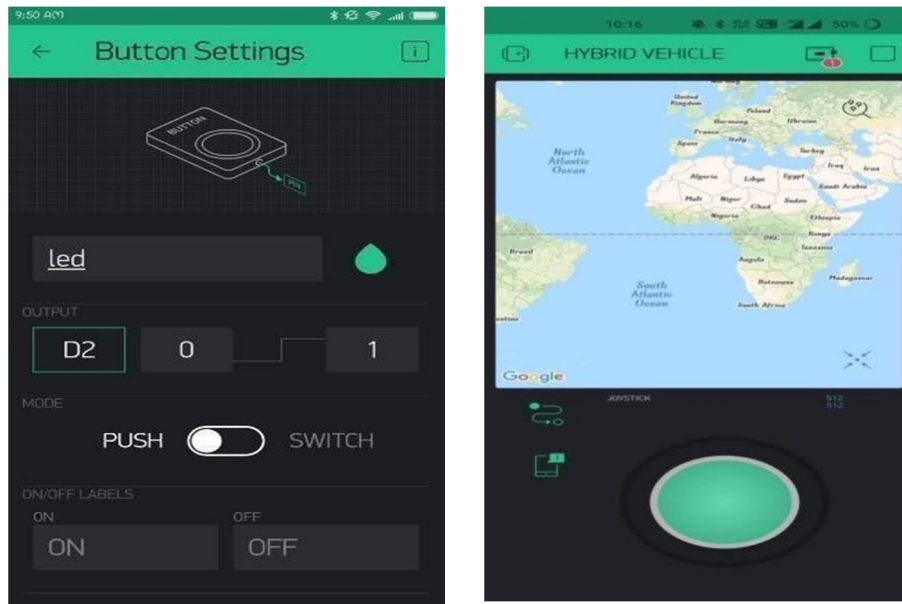 9:50 AM
Button Settings
BUTTON
PIN
led
OUTPUT
D2 0 1
MODE
PUSH SWITCH
ON/OFF LABELS
ON OFF
ON OFF
10:16 50%
HYBRID VEHICLE
1
United
Kingdom
Poland
Germany Ukraine
France
Spain Italy Turkey
North
Atlantic
Ocean
Iraq Iran
Algeria Libya Egypt
Saudi Arabia
Mali Niger Chad Sudan
Nigeria Ethiopia
DRC Kenya
Tanzania
Brazil
Angola
Botswana Madagascar
South
Atlantic
Ocean
South Africa
Google
JOYSTICK 512
512